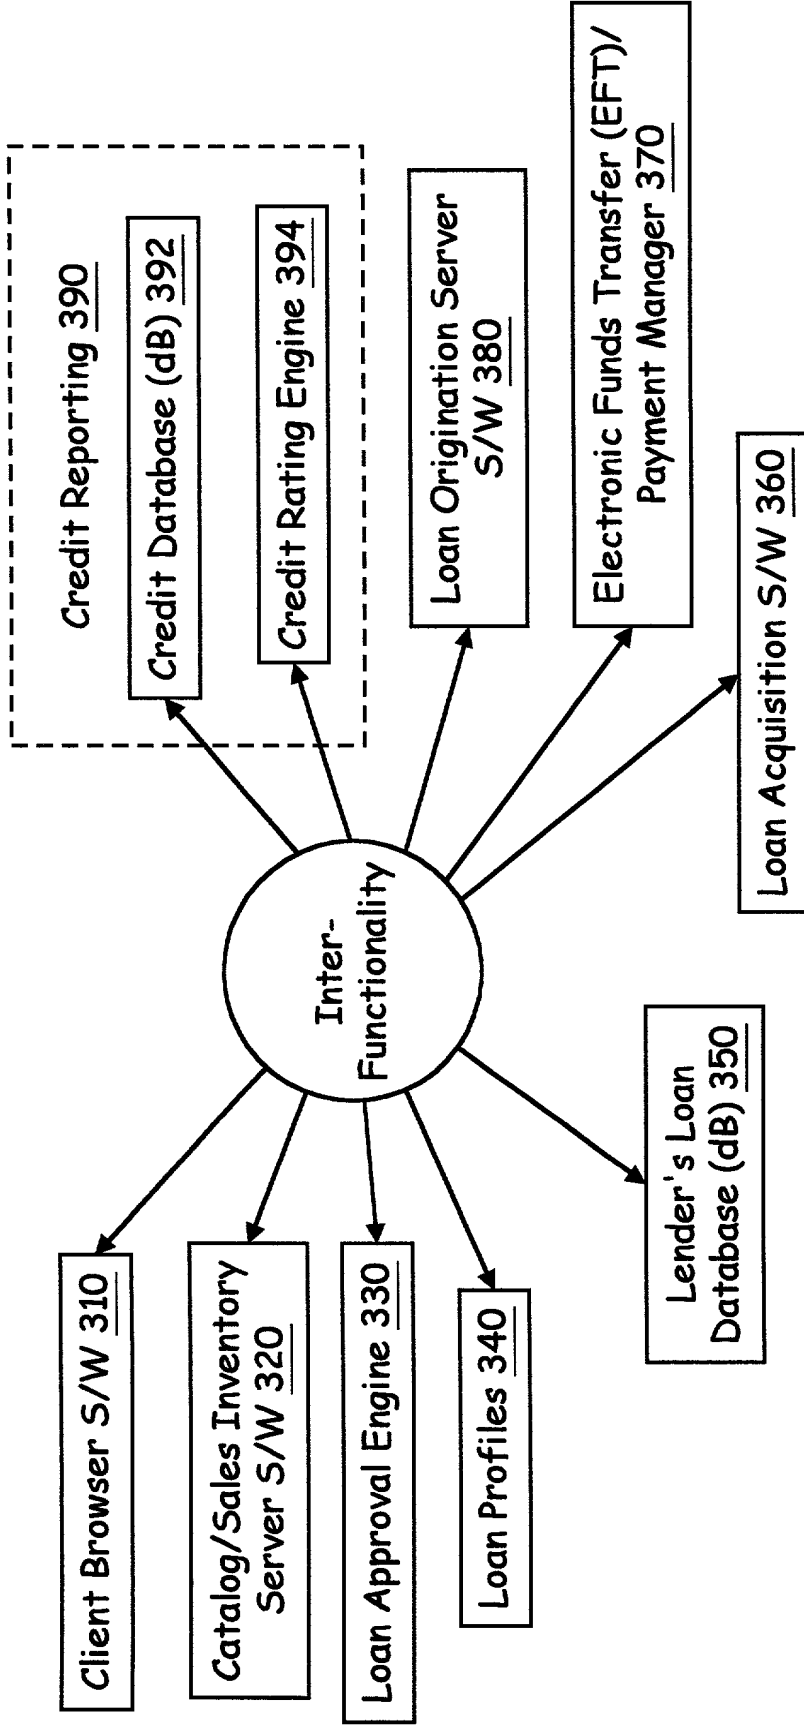 Client Browser S/W 310
Catalog/Sales Inventory
Server S/W 320
Loan Approval Engine 330
Loan Profiles 340
Lender's Loan
Database (dB) 350
Inter-
Functionality
Credit Reporting 390
Credit Database (dB) 392
Credit Rating Engine 394
Loan Origination Server
S/W 380
Electronic Funds Transfer (EFT)/
Payment Manager 370
Loan Acquisition S/W 360